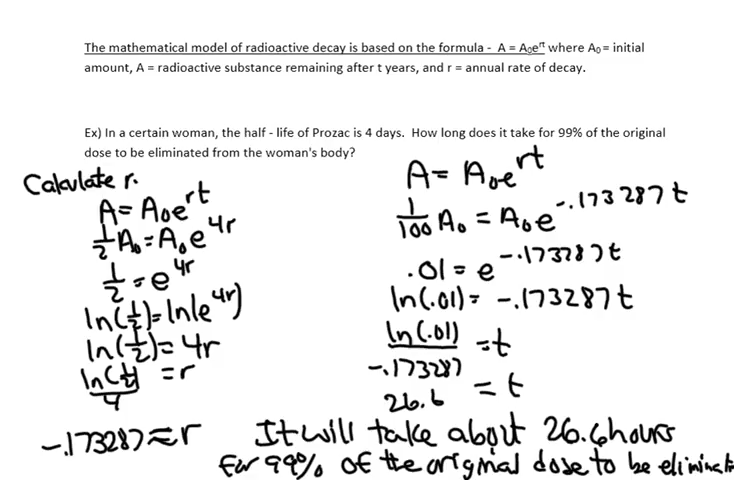 The mathematical model of radioactive decay is based on the formula - A = A₀eʳᵗ where A₀ = initial
amount, A = radioactive substance remaining after t years, and r = annual rate of decay.
Ex) In a certain woman, the half - life of Prozac is 4 days. How long does it take for 99% of the original
dose to be eliminated from the woman's body?
Calculate r.
A = A₀e^rt
1/2 A₀ = A₀e^4r
1/2 = e^4r
ln(1/2) = ln(e^4r)
ln(1/2) = 4r
ln(1/2)/4 = r
-.173287 ≈ r
A = A₀e^rt
1/100 A₀ = A₀e^-.173287t
.01 = e^-.173287t
ln(.01) = -.173287t
ln(.01)/-.173287 = t
26.6 = t
It will take about 26.6 hours
for 99% of the original dose to be eliminat